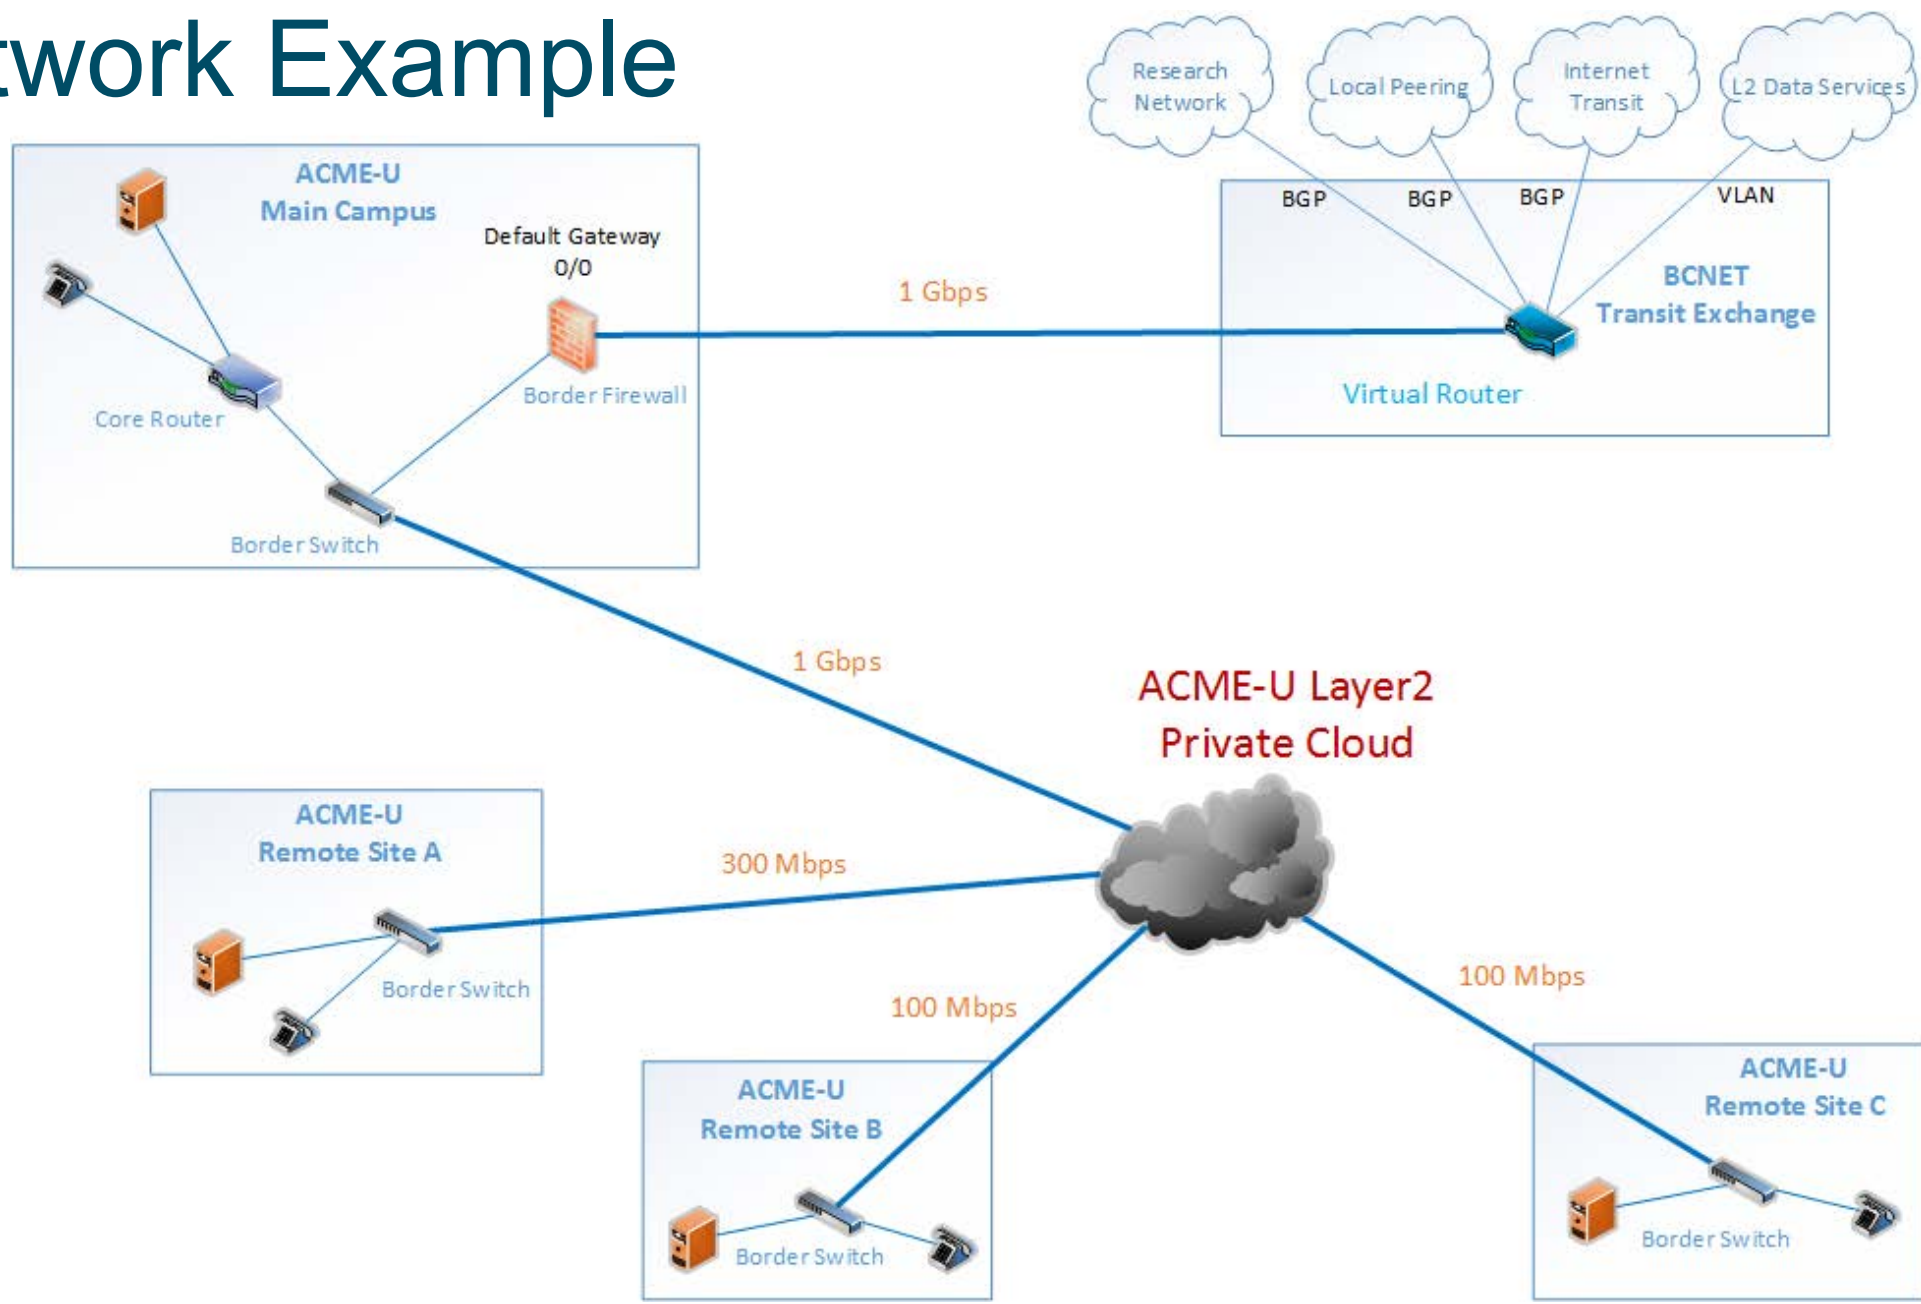 twork Example
Research
Network
Local Peering
Internet
Transit
L2 Data Services
ACME-U
Main Campus
Default Gateway
0/0
Border Firewall
Core Router
Border Switch
1 Gbps
BGP
BGP
BGP
VLAN
BCNET
Transit Exchange
Virtual Router
1 Gbps
ACME-U Layer2
Private Cloud
ACME-U
Remote Site A
Border Switch
300 Mbps
100 Mbps
100 Mbps
ACME-U
Remote Site B
Border Switch
ACME-U
Remote Site C
Border Switch